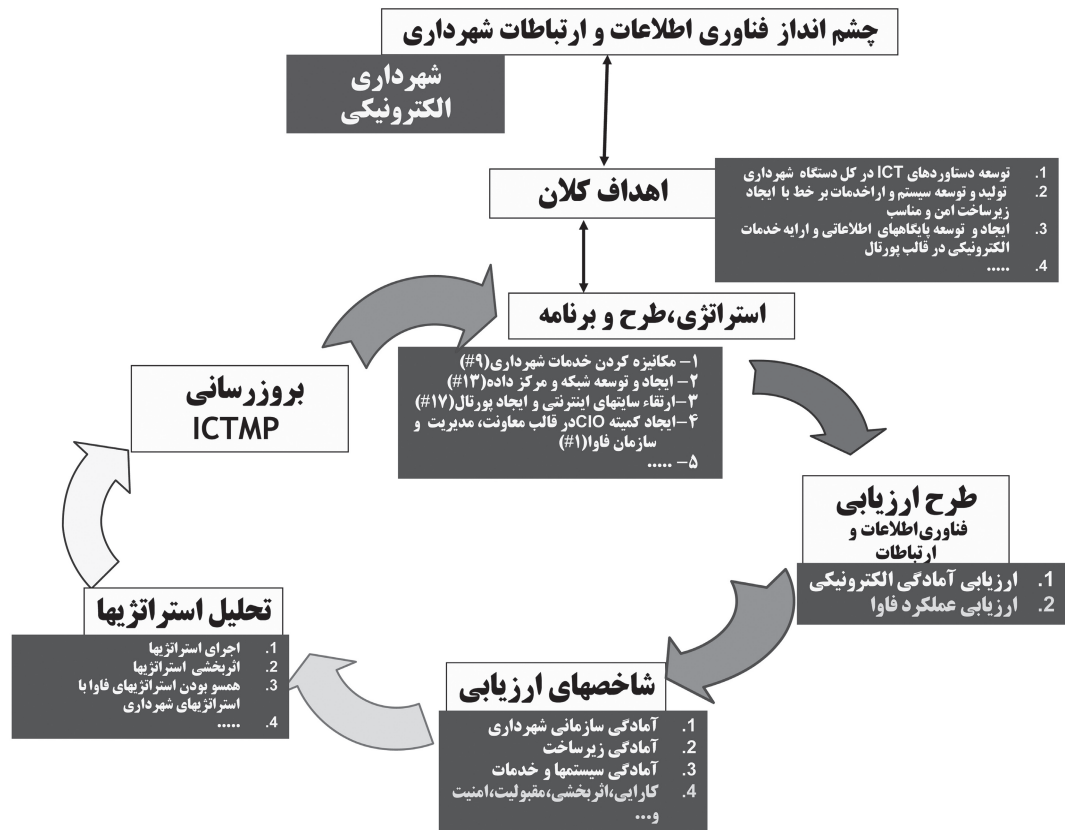 چشم انداز فناوری اطلاعات و ارتباطات شهرداری
شهرداری
الکترونیکی
اهداف کلان
1. توسعه دستاوردهای ICT در کل دستگاه شهرداری
2. تولید و توسعه سیستم و اراخدمات بر خط با ایجاد
زیرساخت امن و مناسب
3. ایجاد و توسعه پایگاههای اطلاعاتی و ارایه خدمات
الکترونیکی در قالب پورتال
4. .....
استراتژی،طرح و برنامه
۱– مکانیزه کردن خدمات شهرداری(#۹)
۲– ایجاد و توسعه شبکه و مرکز داده(#۱۳)
۳–ارتقاء سایتهای اینترنتی و ایجاد پورتال(#۱۷)
۴–ایجاد کمیته CIOدر قالب معاونت، مدیریت و
سازمان فاوا(#۱)
۵– .....
طرح ارزیابی
فناوری‌اطلاعات و
ارتباطات
1. ارزیابی آمادگی الکترونیکی
2. ارزیابی عملکرد فاوا
شاخصهای ارزیابی
1. آمادگی سازمانی شهرداری
2. آمادگی زیرساخت
3. آمادگی سیستمها و خدمات
4. کارایی،اثربخشی،مقبولیت،امنیت
و...
تحلیل استراتژیها
1. اجرای استراتژیها
2. اثربخشی استراتژیها
3. همسو بودن استراتژیهای فاوا با
استراتژیهای شهرداری
4. .....
بروزرسانی
ICTMP